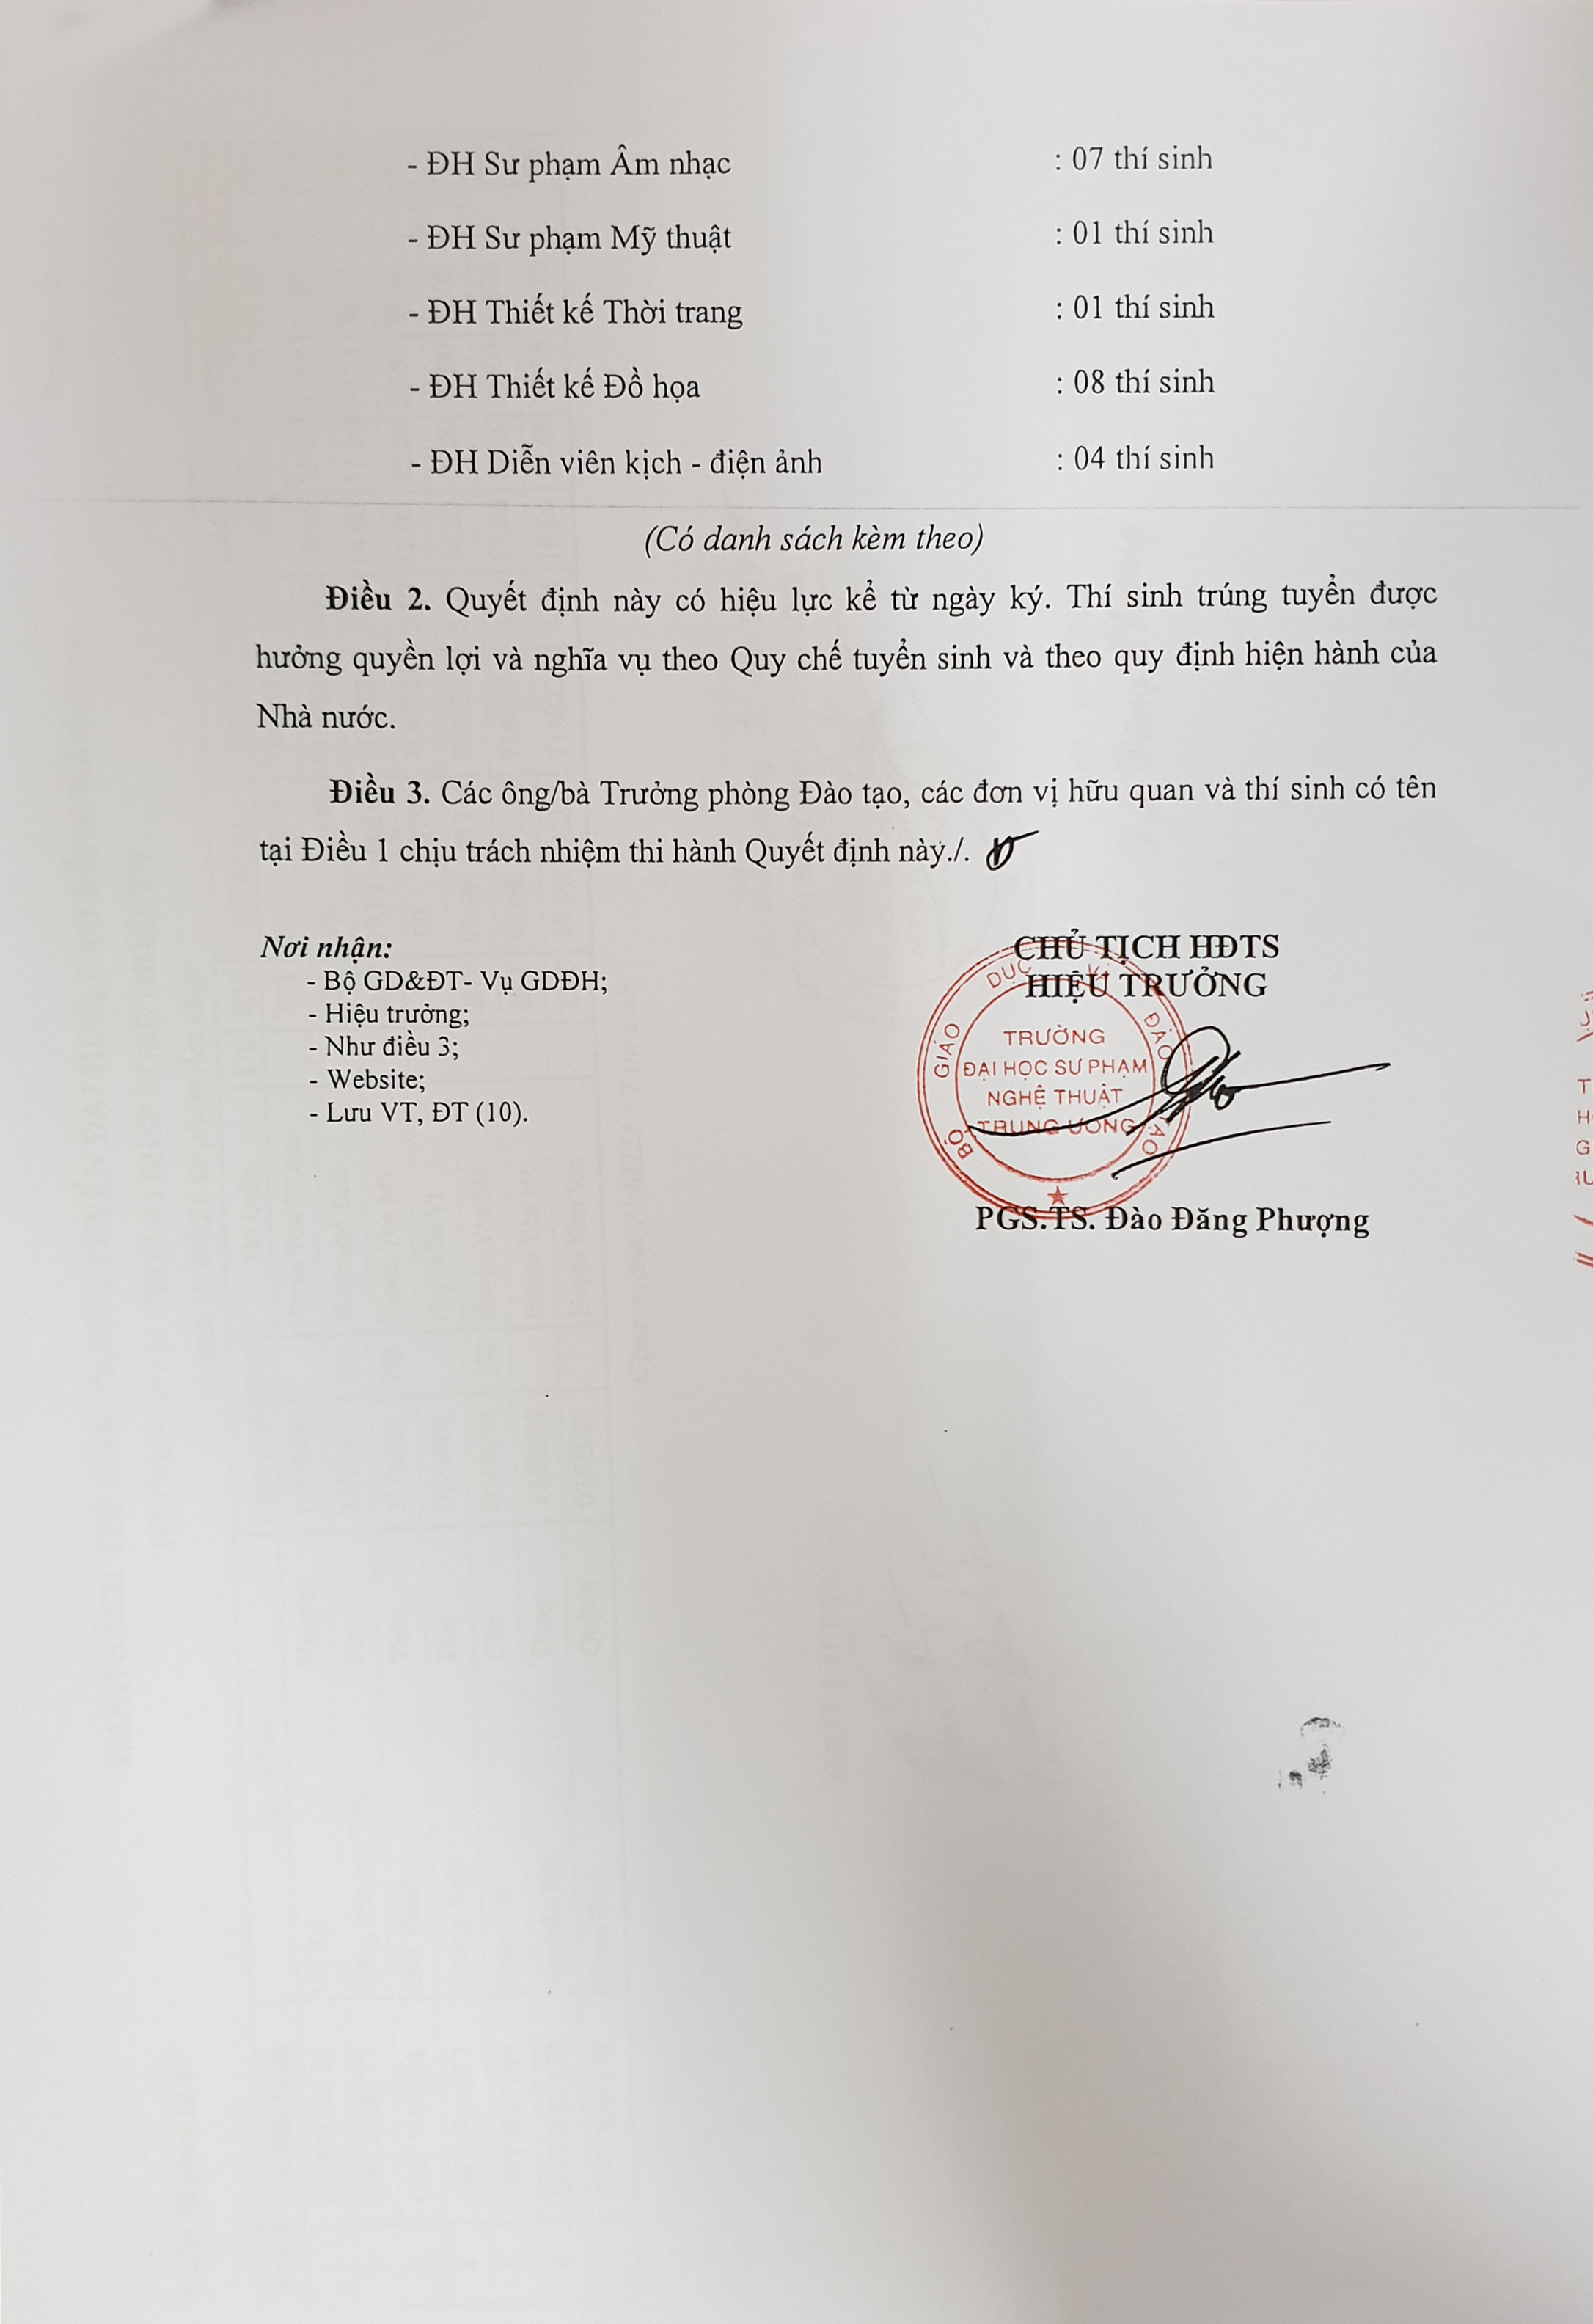 - ĐH Sư phạm Âm nhạc : 07 thí sinh
- ĐH Sư phạm Mỹ thuật : 01 thí sinh
- ĐH Thiết kế Thời trang : 01 thí sinh
- ĐH Thiết kế Đồ họa : 08 thí sinh
- ĐH Diễn viên kịch - điện ảnh : 04 thí sinh
(Có danh sách kèm theo)
Điều 2. Quyết định này có hiệu lực kể từ ngày ký. Thí sinh trúng tuyển được
hưởng quyền lợi và nghĩa vụ theo Quy chế tuyển sinh và theo quy định hiện hành của
Nhà nước.
Điều 3. Các ông/bà Trưởng phòng Đào tạo, các đơn vị hữu quan và thí sinh có tên
tại Điều 1 chịu trách nhiệm thi hành Quyết định này./.
Nơi nhận:
- Bộ GD&ĐT- Vụ GDĐH;
- Hiệu trưởng;
- Như điều 3;
- Website;
- Lưu VT, ĐT (10).
CHỦ TỊCH HĐTS
HIỆU TRƯỞNG
BỘ GIÁO DỤC VÀ ĐÀO TẠO
TRƯỜNG
ĐẠI HỌC SƯ PHẠM
NGHỆ THUẬT
TRUNG ƯƠNG
PGS.TS. Đào Đăng Phượng